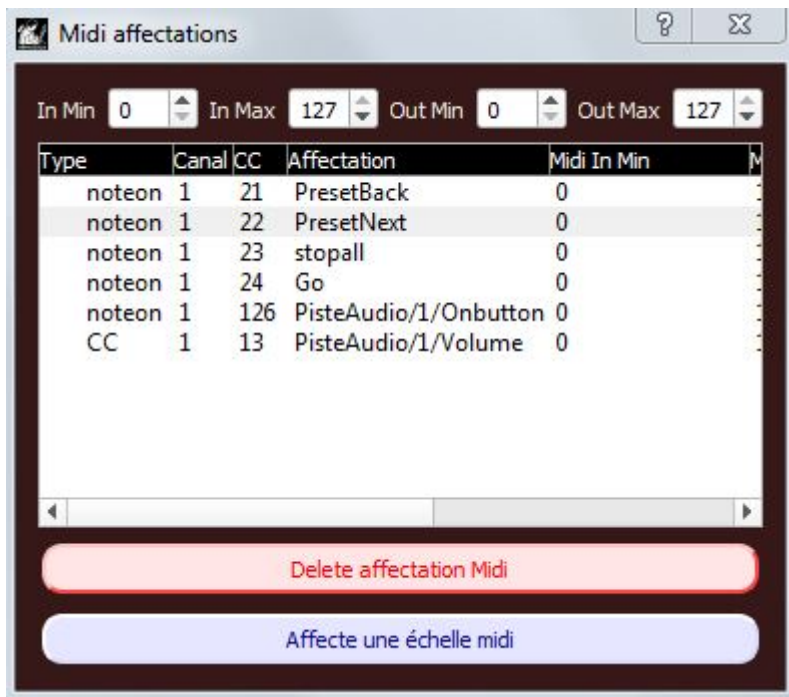 Midi affectations
In Min 0 In Max 127 Out Min 0 Out Max 127
Type Canal CC Affectation Midi In Min
noteon 1 21 PresetBack 0
noteon 1 22 PresetNext 0
noteon 1 23 stopall 0
noteon 1 24 Go 0
noteon 1 126 PisteAudio/1/Onbutton 0
CC 1 13 PisteAudio/1/Volume 0
Delete affectation Midi
Affecte une échelle midi